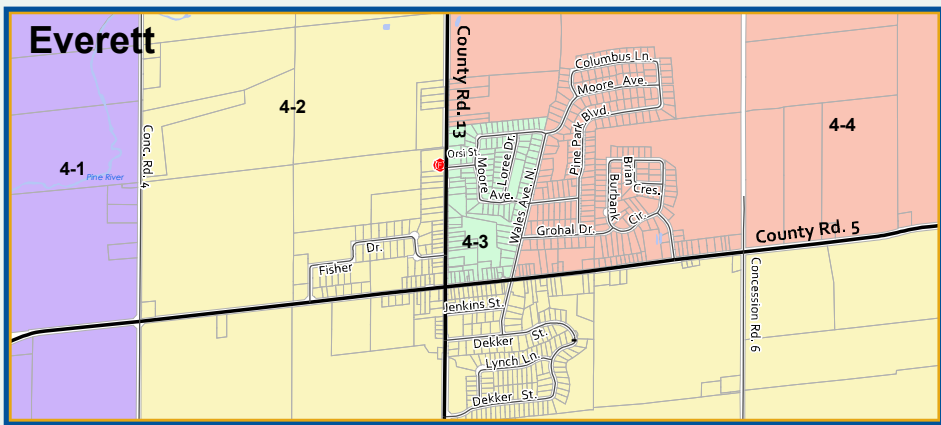 Everett
County Rd. 13
Columbus Ln.
Moore Ave.
Pine Park Blvd.
4-2
4-4
Conc. Rd. 4
Orsi St.
Loree Dr.
Moore
Ave.
Brian
Cres.
Burbank
Cir.
4-1
Pine River
Wales Ave. N.
Grohal Dr.
County Rd. 5
4-3
Dr.
Fisher
Concession Rd. 6
Jenkins St.
Dekker St.
Lynch Ln.
Dekker St.